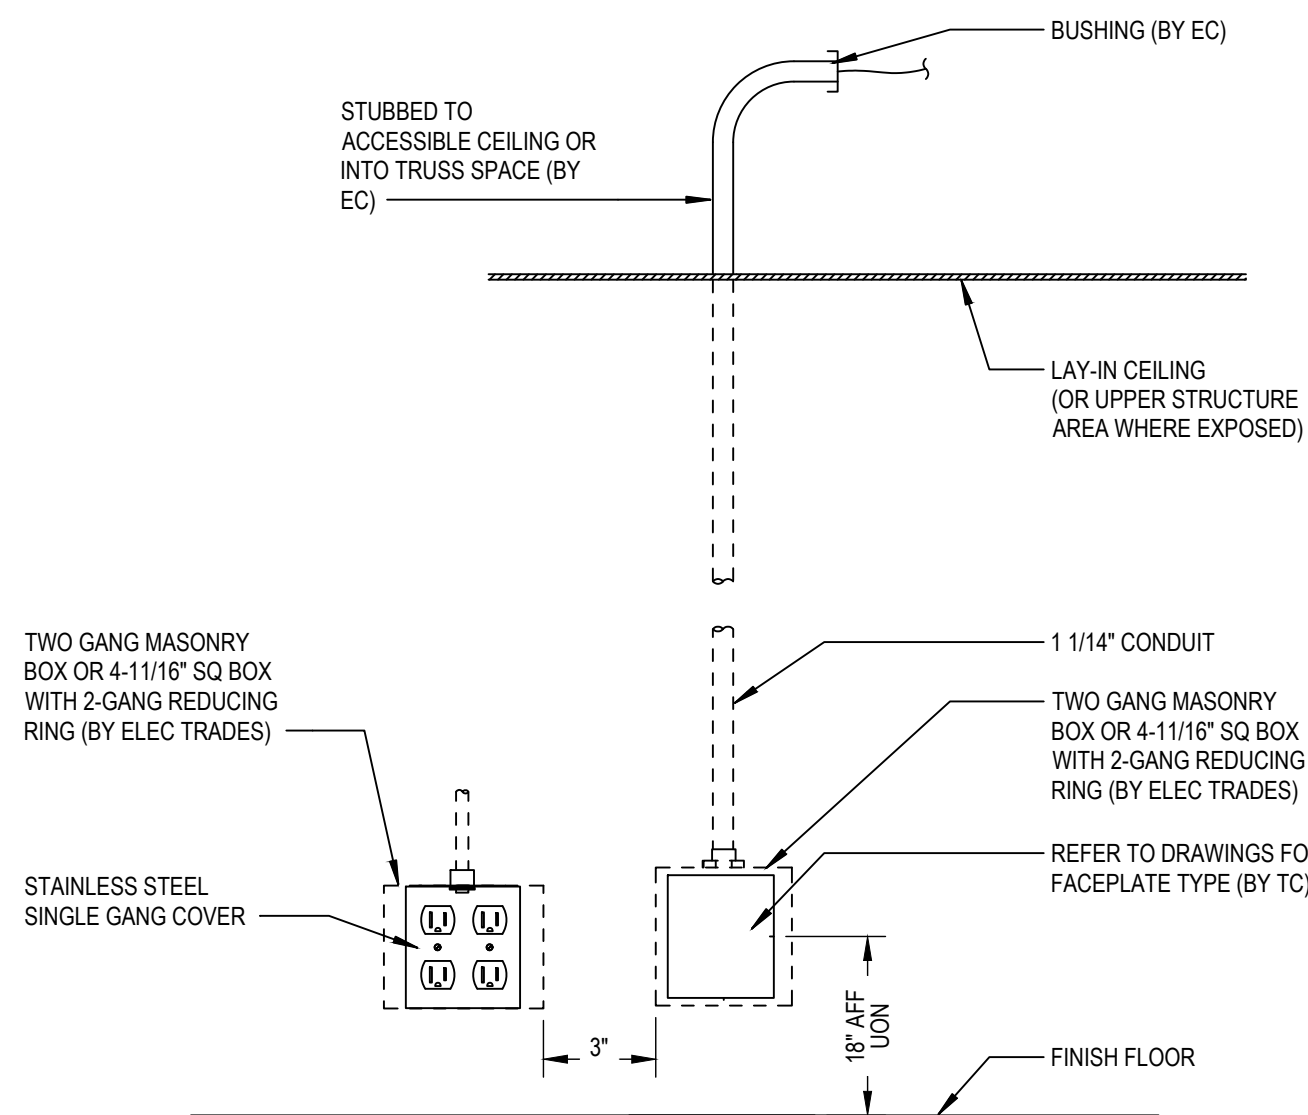 BUSHING (BY EC)
STUBBED TO
ACCESSIBLE CEILING OR
INTO TRUSS SPACE (BY
EC)
LAY-IN CEILING
(OR UPPER STRUCTURE
AREA WHERE EXPOSED)
TWO GANG MASONRY
BOX OR 4-11/16" SQ BOX
WITH 2-GANG REDUCING
RING (BY ELEC TRADES)
1 1/14" CONDUIT
TWO GANG MASONRY
BOX OR 4-11/16" SQ BOX
WITH 2-GANG REDUCING
RING (BY ELEC TRADES)
STAINLESS STEEL
SINGLE GANG COVER
REFER TO DRAWINGS FO
FACEPLATE TYPE (BY TC)
3"
18" AFF
UON
FINISH FLOOR